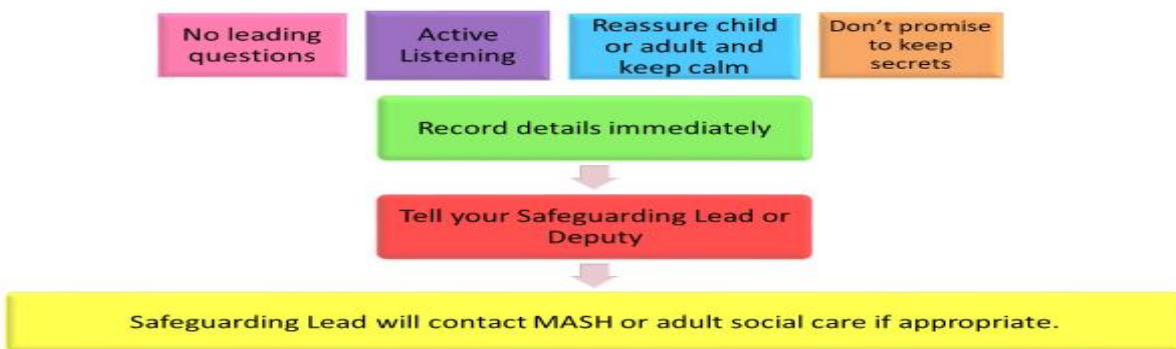 No leading
questions
Active
Listening
Reassure child
or adult and
keep calm
Don't promise
to keep
secrets
Record details immediately
Tell your Safeguarding Lead or
Deputy
Safeguarding Lead will contact MASH or adult social care if appropriate.